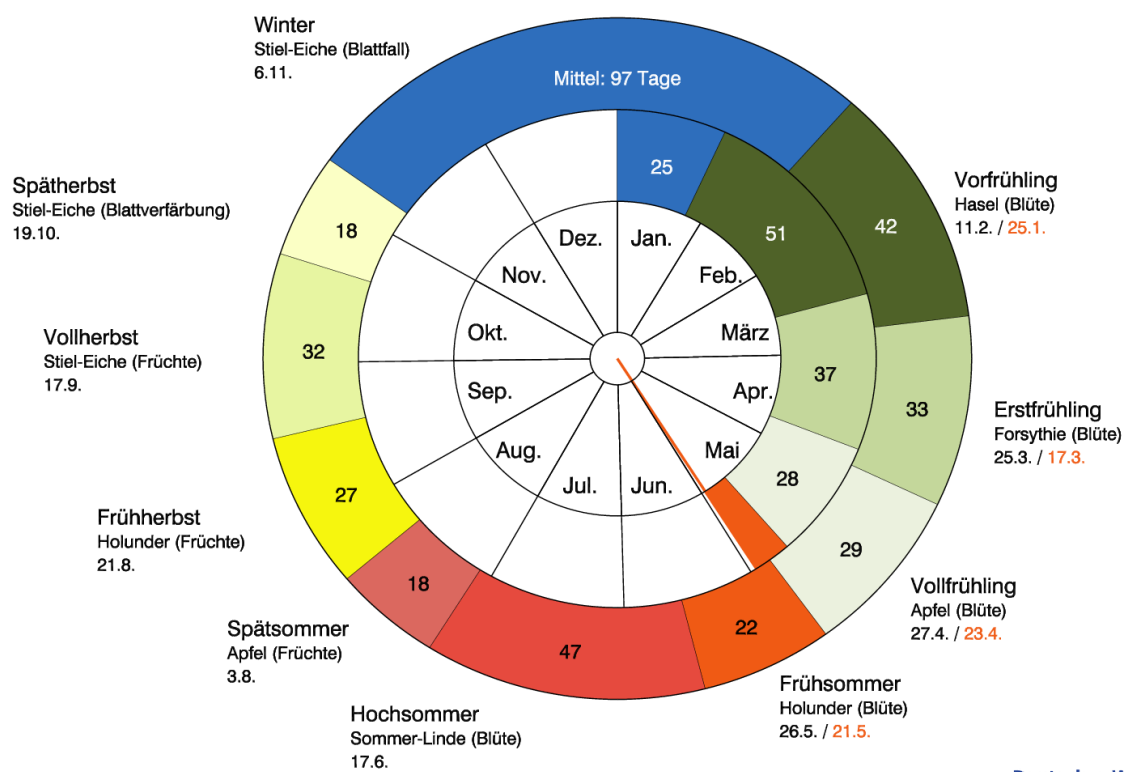 Winter
Stiel-Eiche (Blattfall)
6.11.
Mittel: 97 Tage
25
51
42
Vorfrühling
Hasel (Blüte)
11.2. / 25.1.
Spätherbst
Stiel-Eiche (Blattverfärbung)
19.10.
18
Dez.
Jan.
Nov.
Feb.
Okt.
März
Vollherbst
Stiel-Eiche (Früchte)
17.9.
32
Sep.
Apr.
37
33
Erstfrühling
Forsythie (Blüte)
25.3. / 17.3.
Aug.
Mai
Jul.
Jun.
28
27
29
Frühherbst
Holunder (Früchte)
21.8.
Vollfrühling
Apfel (Blüte)
27.4. / 23.4.
18
47
22
Spätsommer
Apfel (Früchte)
3.8.
Frühsommer
Holunder (Blüte)
26.5. / 21.5.
Hochsommer
Sommer-Linde (Blüte)
17.6.